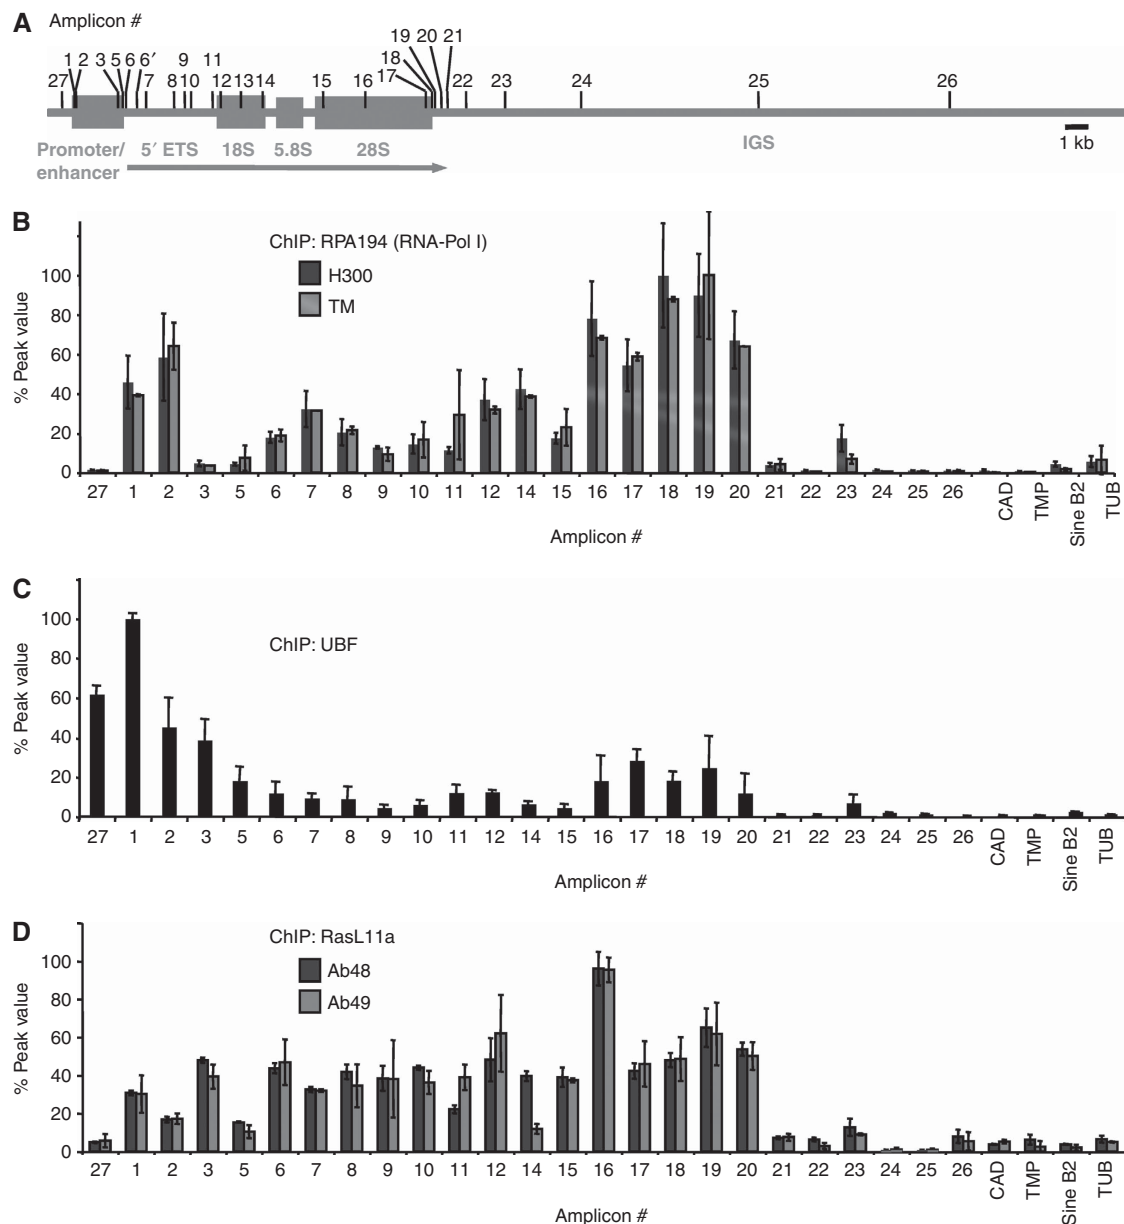 A Amplicon #
1 2 3 5 6 6′ 9 11 19 20 21
27 7 8 10 12 13 14 15 16 17 18 22 23 24 25 26
Promoter/ enhancer 5′ ETS 18S 5.8S 28S IGS 1 kb
B
ChIP: RPA194 (RNA-Pol I)
H300
TM
% Peak value
100
80
60
40
20
0
27 1 2 3 5 6 7 8 9 10 11 12 14 15 16 17 18 19 20 21 22 23 24 25 26 CAD TMP Sine B2 TUB
Amplicon #
C
ChIP: UBF
% Peak value
100
80
60
40
20
0
27 1 2 3 5 6 7 8 9 10 11 12 14 15 16 17 18 19 20 21 22 23 24 25 26 CAD TMP Sine B2 TUB
Amplicon #
D
ChIP: RasL11a
Ab48
Ab49
% Peak value
100
80
60
40
20
0
27 1 2 3 5 6 7 8 9 10 11 12 14 15 16 17 18 19 20 21 22 23 24 25 26 CAD TMP Sine B2 TUB
Amplicon #